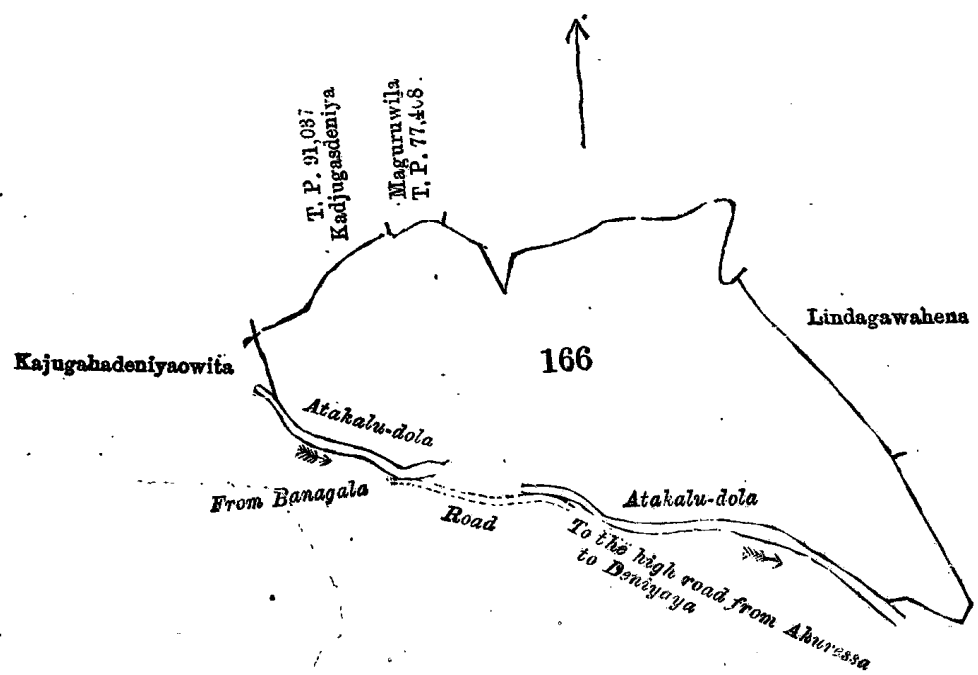 T. P. 91,037
Kadjugasdeniya
Maguruwila
T. P. 77,408.
Lindagawahena
166
Kajugahadeniyaowita
Atakalu-dola
From Banagala
Road
Atakalu-dola
To the high road from Akuressa
to Deniyaya